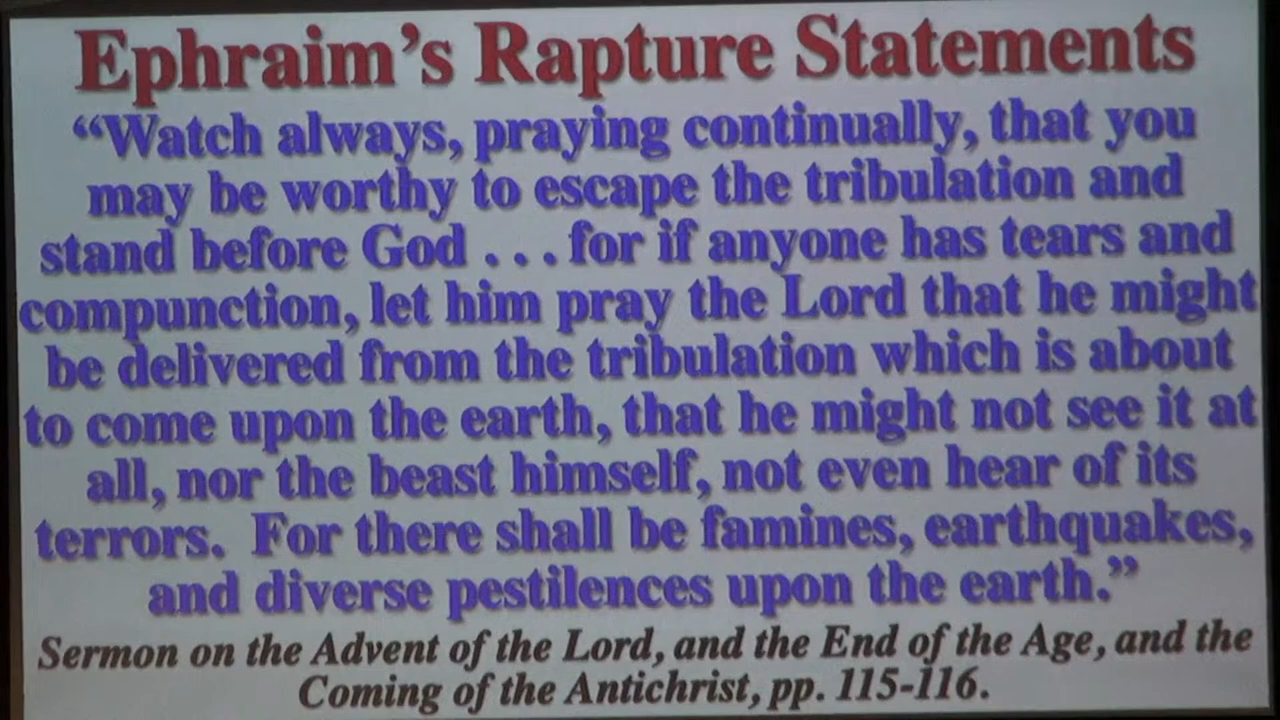 Ephraim's Rapture Statements
“Watch always, praying continually, that you
may be worthy to escape the tribulation and
stand before God . . . for if anyone has tears and
compunction, let him pray the Lord that he might
be delivered from the tribulation which is about
to come upon the earth, that he might not see it at
all, nor the beast himself, not even hear of its
terrors. For there shall be famines, earthquakes,
and diverse pestilences upon the earth.”
Sermon on the Advent of the Lord, and the End of the Age, and the
Coming of the Antichrist, pp. 115-116.